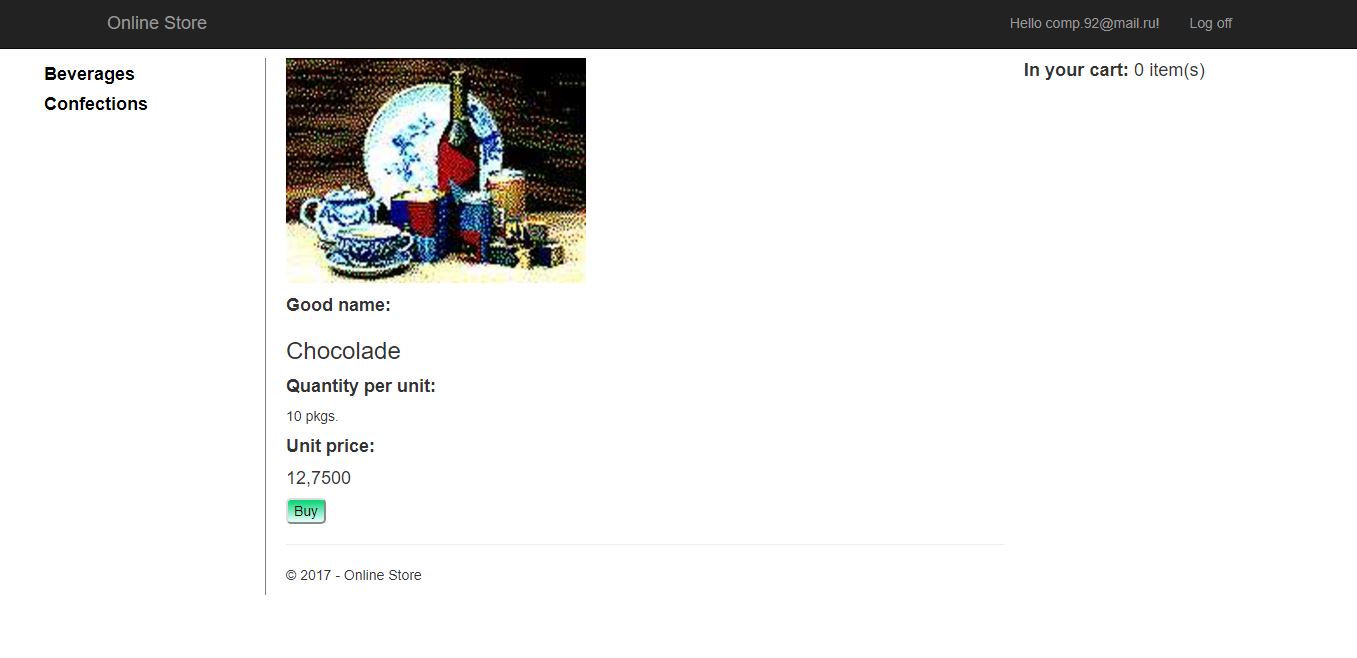 Online Store
Hello comp.92@mail.ru!
Log off
Beverages
Confections
In your cart: 0 item(s)
Good name:
Chocolade
Quantity per unit:
10 pkgs.
Unit price:
12,7500
Buy
© 2017 - Online Store